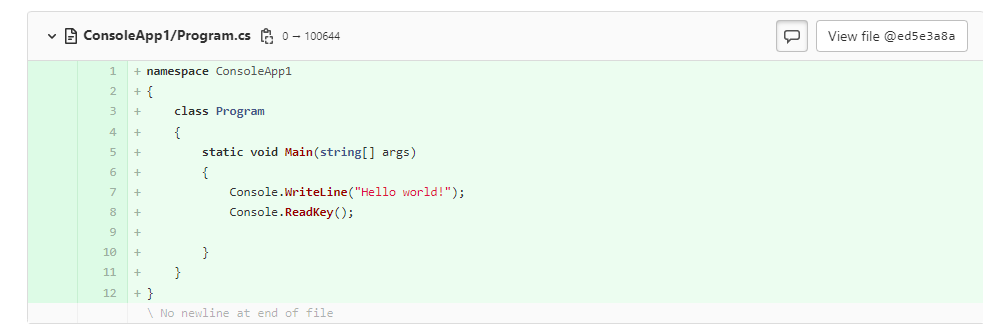 ConsoleApp1/Program.cs 0 → 100644 View file @ed5e3a8a
1 + namespace ConsoleApp1
2 + {
3 +     class Program
4 +     {
5 +         static void Main(string[] args)
6 +         {
7 +             Console.WriteLine("Hello world!");
8 +             Console.ReadKey();
9 +
10 +         }
11 +     }
12 + }
\ No newline at end of file